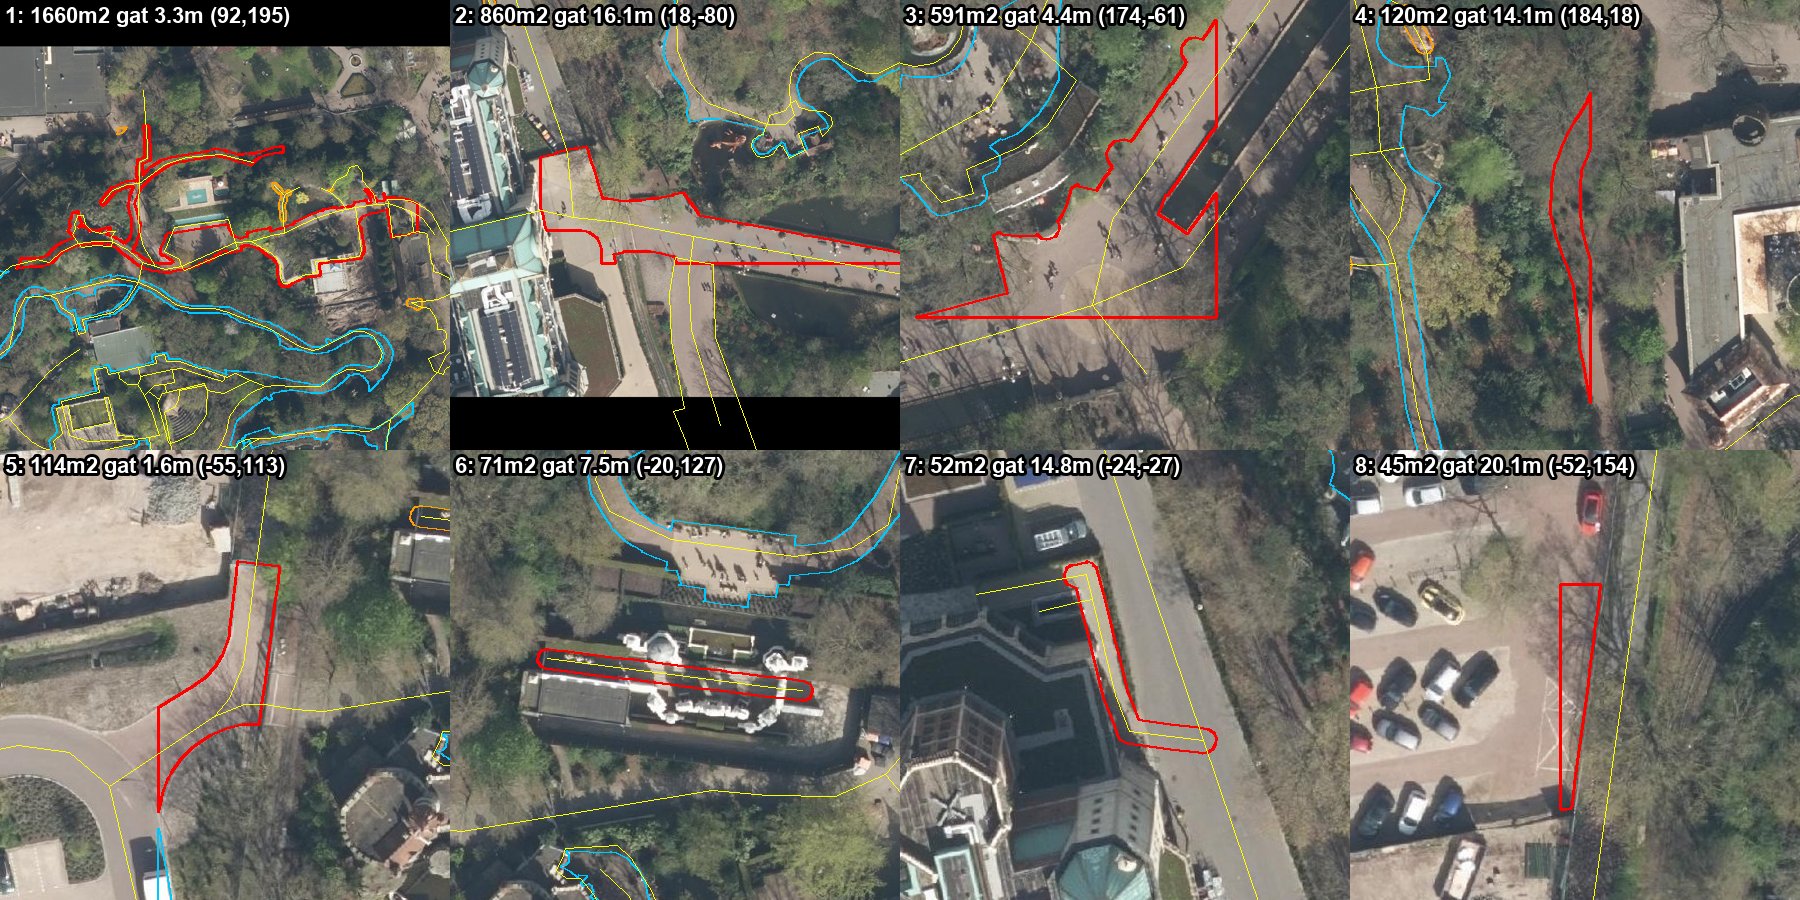 1: 1660m2 gat 3.3m (92,195)
2: 860m2 gat 16.1m (18,-80)
3: 591m2 gat 4.4m (174,-61)
4: 120m2 gat 14.1m (184,18)
5: 114m2 gat 1.6m (-55,113)
6: 71m2 gat 7.5m (-20,127)
7: 52m2 gat 14.8m (-24,-27)
8: 45m2 gat 20.1m (-52,154)